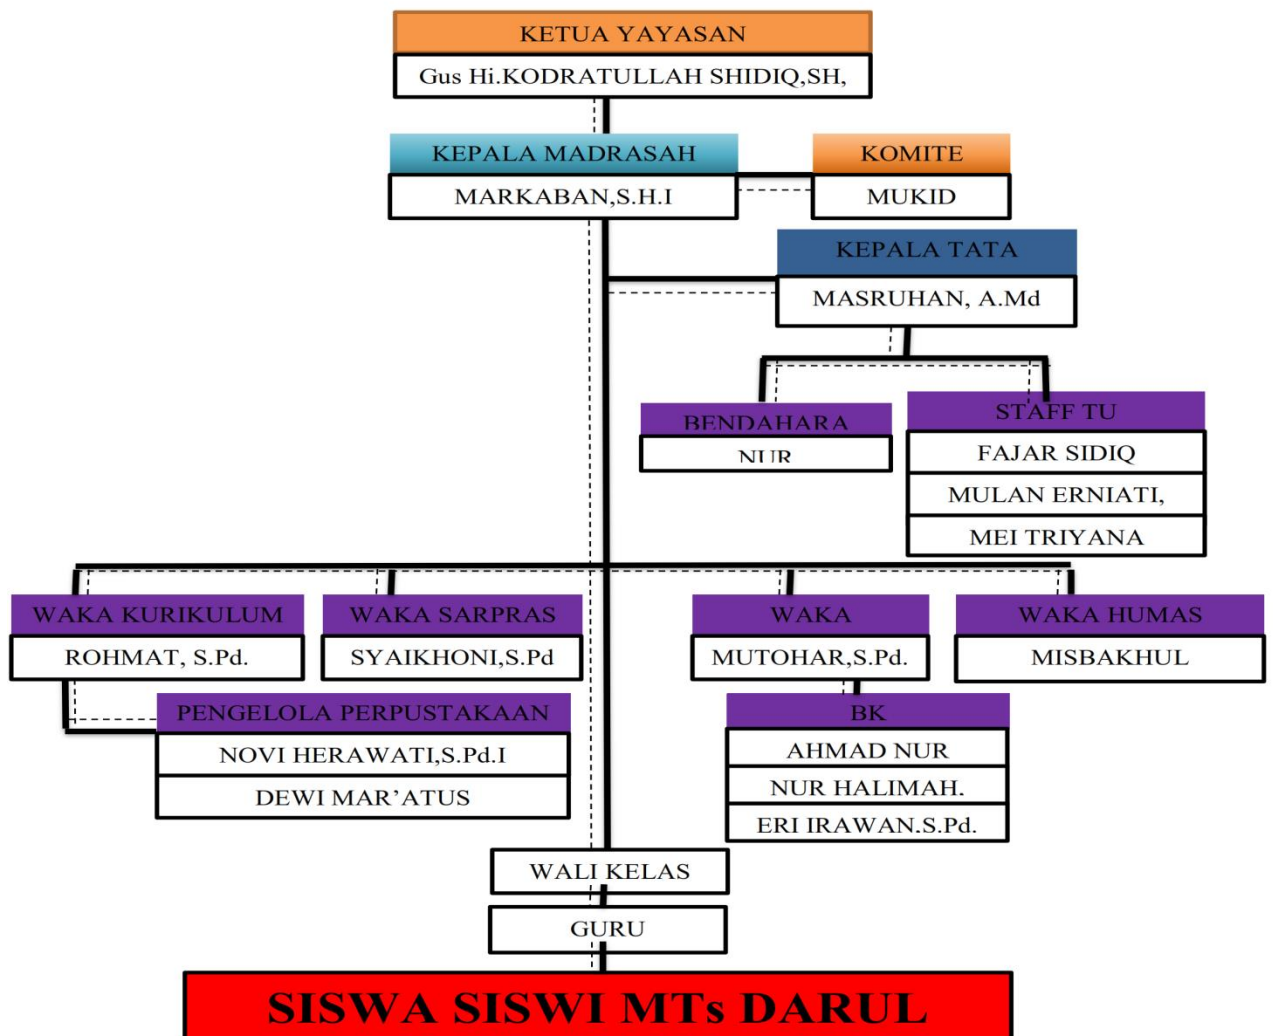 KETUA YAYASAN
Gus Hi.KODRATULLAH SHIDIQ,SH,
KEPALA MADRASAH
MARKABAN,S.H.I
KOMITE
MUKID
KEPALA TATA
MASRUHAN, A.Md
BENDAHARA
NUR
STAFF TU
FAJAR SIDIQ
MULAN ERNIATI,
MEI TRIYANA
WAKA KURIKULUM
ROHMAT, S.Pd.
WAKA SARPRAS
SYAIKHONI,S.Pd
WAKA
MUTOHAR,S.Pd.
WAKA HUMAS
MISBAKHUL
PENGELOLA PERPUSTAKAAN
NOVI HERAWATI,S.Pd.I
DEWI MAR’ATUS
BK
AHMAD NUR
NUR HALIMAH.
ERI IRAWAN.S.Pd.
WALI KELAS
GURU
SISWA SISWI MTs DARUL